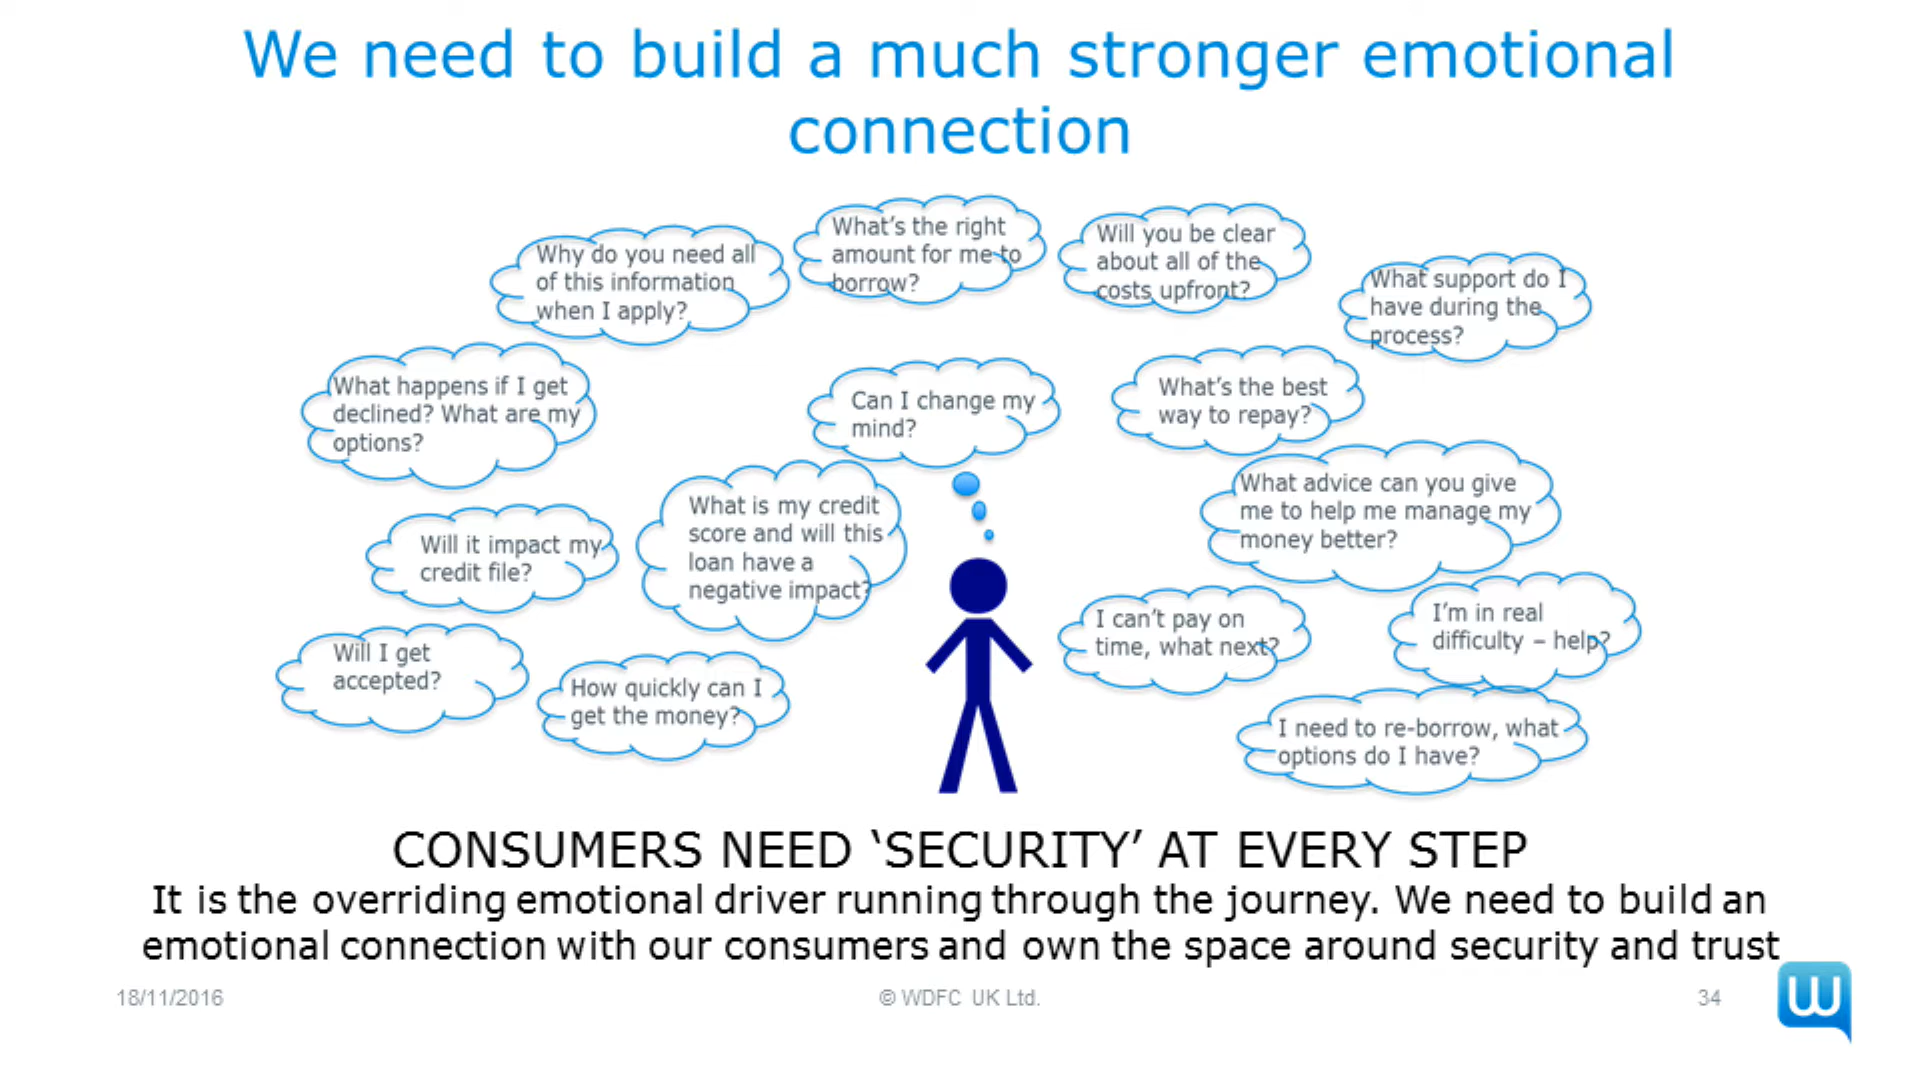 We need to build a much stronger emotional
connection
What's the right
amount for me to
borrow?
Will you be clear
about all of the
costs upfront?
Why do you need all
of this information
when I apply?
What support do I
have during the
process?
What happens if I get
declined? What are my
options?
Can I change my
mind?
What's the best
way to repay?
What is my credit
score and will this
loan have a
negative impact?
What advice can you give
me to help me manage my
money better?
Will it impact my
credit file?
I can't pay on
time, what next?
I'm in real
difficulty – help?
Will I get
accepted?
How quickly can I
get the money?
I need to re-borrow, what
options do I have?
CONSUMERS NEED ‘SECURITY’ AT EVERY STEP
It is the overriding emotional driver running through the journey. We need to build an
emotional connection with our consumers and own the space around security and trust
18/11/2016
© WDFC UK Ltd.
34
W